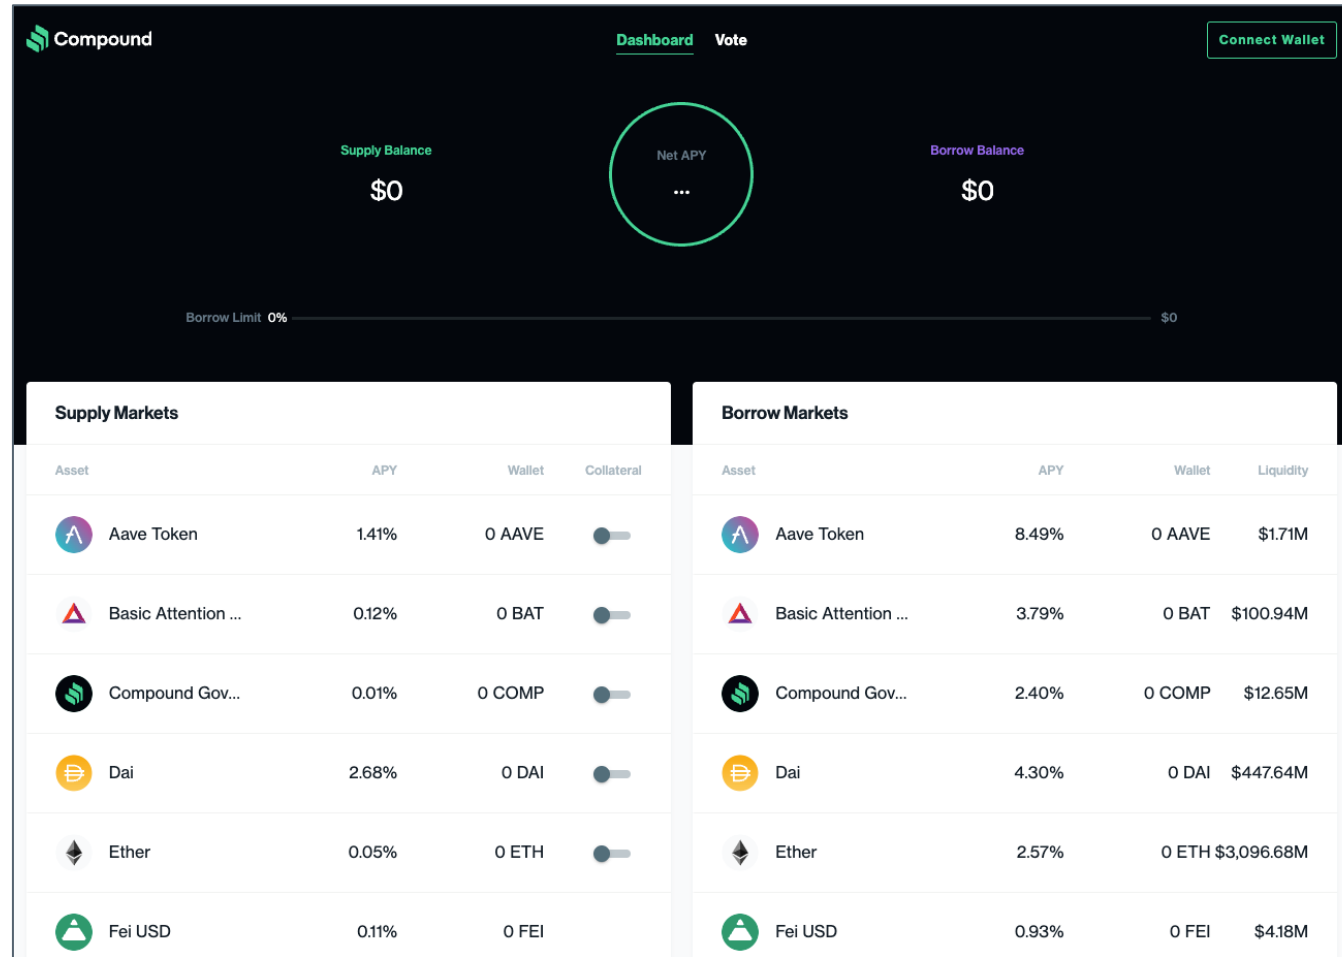 Compound
Dashboard Vote
Connect Wallet
Supply Balance
$0
Net APY
...
Borrow Balance
$0
Borrow Limit 0% $0
Supply Markets
Asset APY Wallet Collateral
Aave Token 1.41% 0 AAVE
Basic Attention ... 0.12% 0 BAT
Compound Gov... 0.01% 0 COMP
Dai 2.68% 0 DAI
Ether 0.05% 0 ETH
Fei USD 0.11% 0 FEI
Borrow Markets
Asset APY Wallet Liquidity
Aave Token 8.49% 0 AAVE $1.71M
Basic Attention ... 3.79% 0 BAT $100.94M
Compound Gov... 2.40% 0 COMP $12.65M
Dai 4.30% 0 DAI $447.64M
Ether 2.57% 0 ETH $3,096.68M
Fei USD 0.93% 0 FEI $4.18M